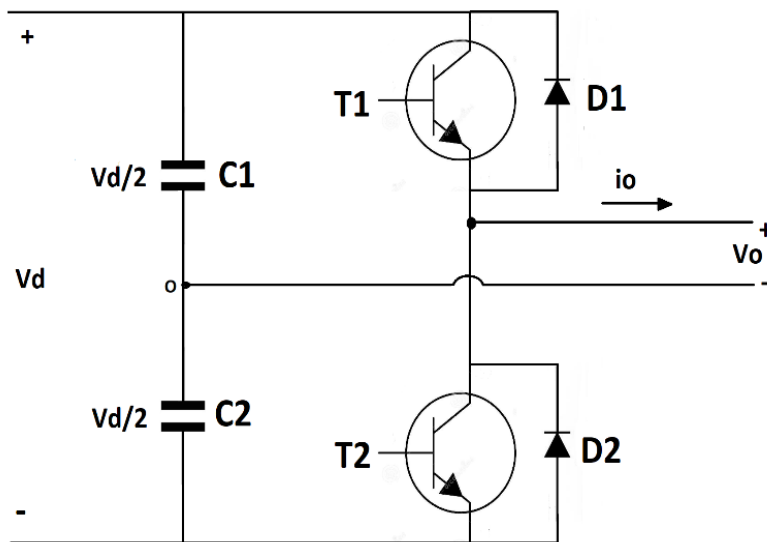 +
T1
D1
Vd/2
C1
io
+
Vd
o
Vo
-
Vd/2
C2
T2
D2
-